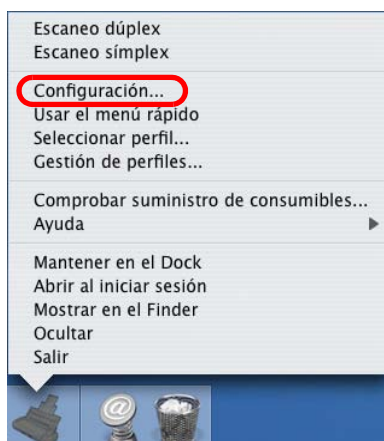 Escaneo dúplex
Escaneo símplex
Configuración...
Usar el menú rápido
Seleccionar perfil...
Gestión de perfiles...
Comprobar suministro de consumibles...
Ayuda
Mantener en el Dock
Abrir al iniciar sesión
Mostrar en el Finder
Ocultar
Salir
@